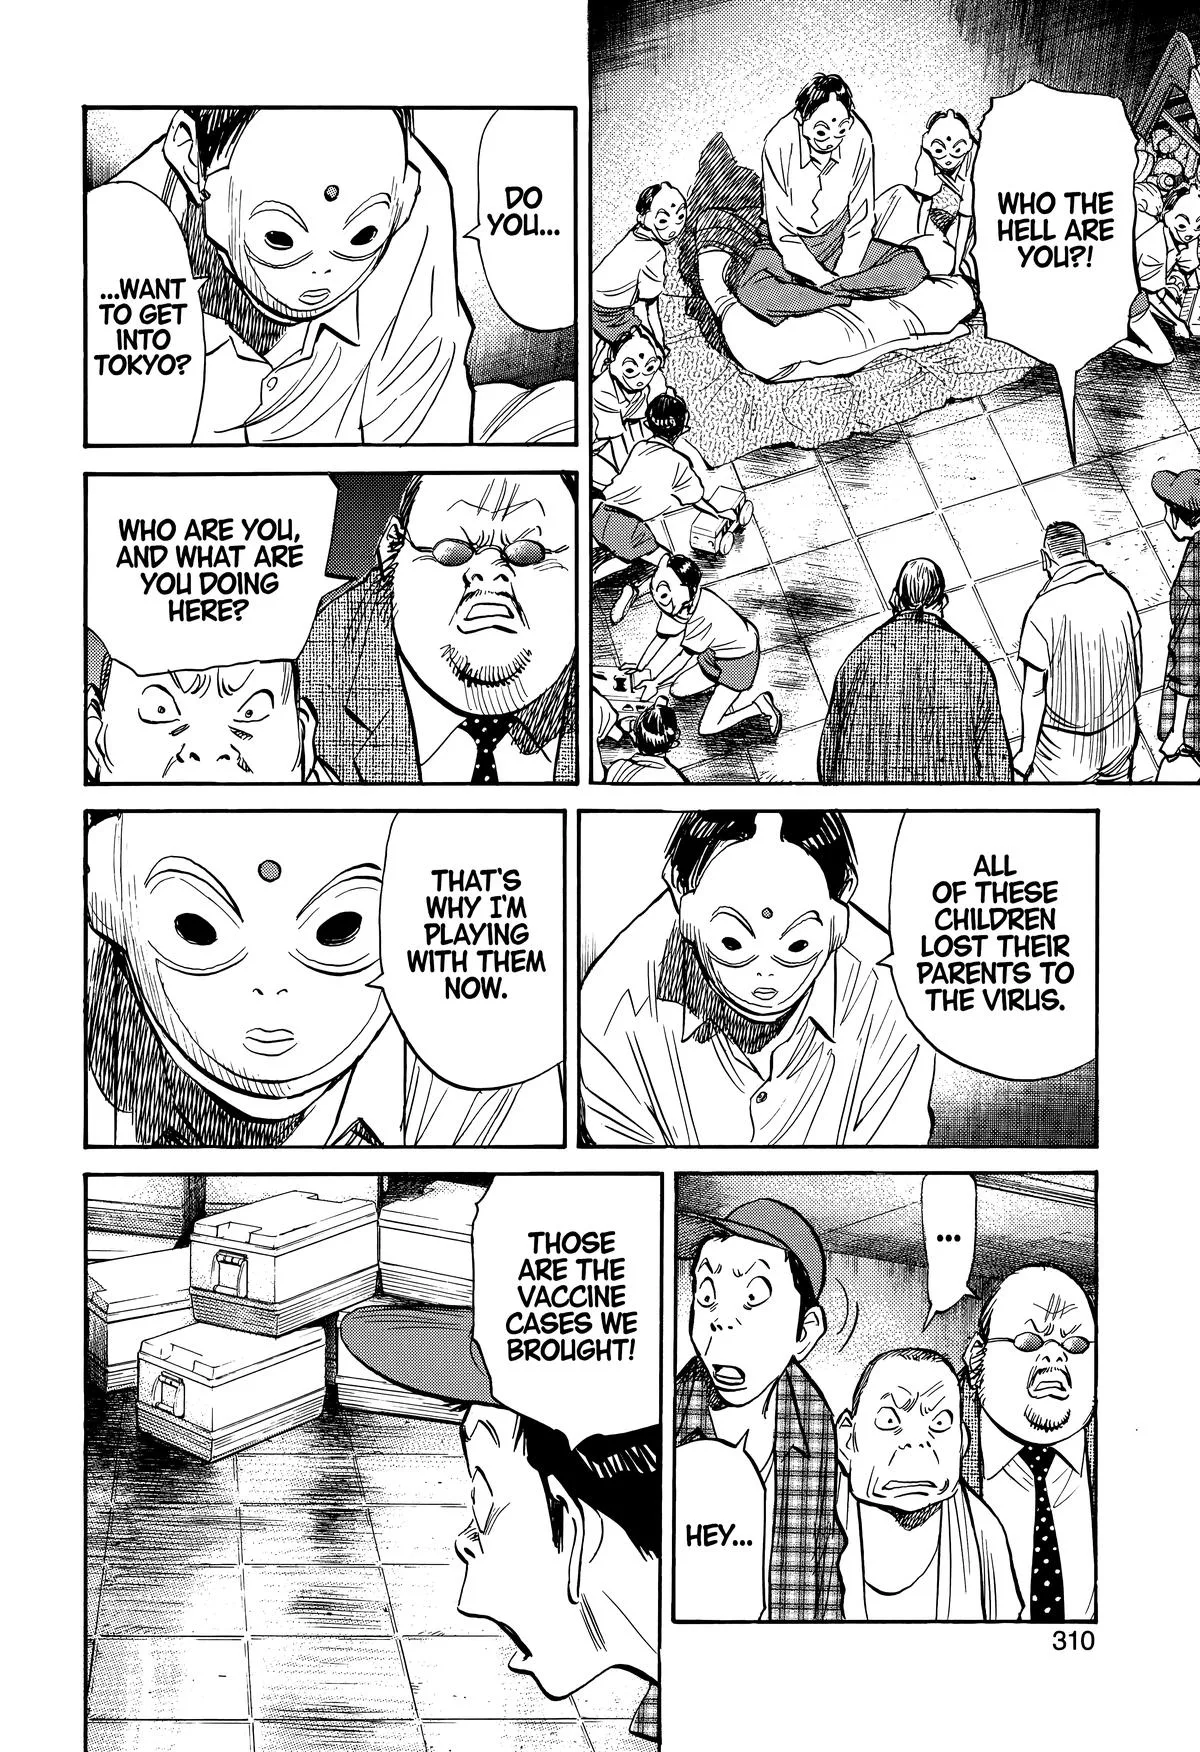 WHO THE
HELL ARE
YOU?!
DO
YOU...
...WANT
TO GET
INTO
TOKYO?
WHO ARE YOU,
AND WHAT ARE
YOU DOING
HERE?
ALL
OF THESE
CHILDREN
LOST THEIR
PARENTS TO
THE VIRUS.
THAT'S
WHY I'M
PLAYING
WITH THEM
NOW.
...
HEY...
THOSE
ARE THE
VACCINE
CASES WE
BROUGHT!
310